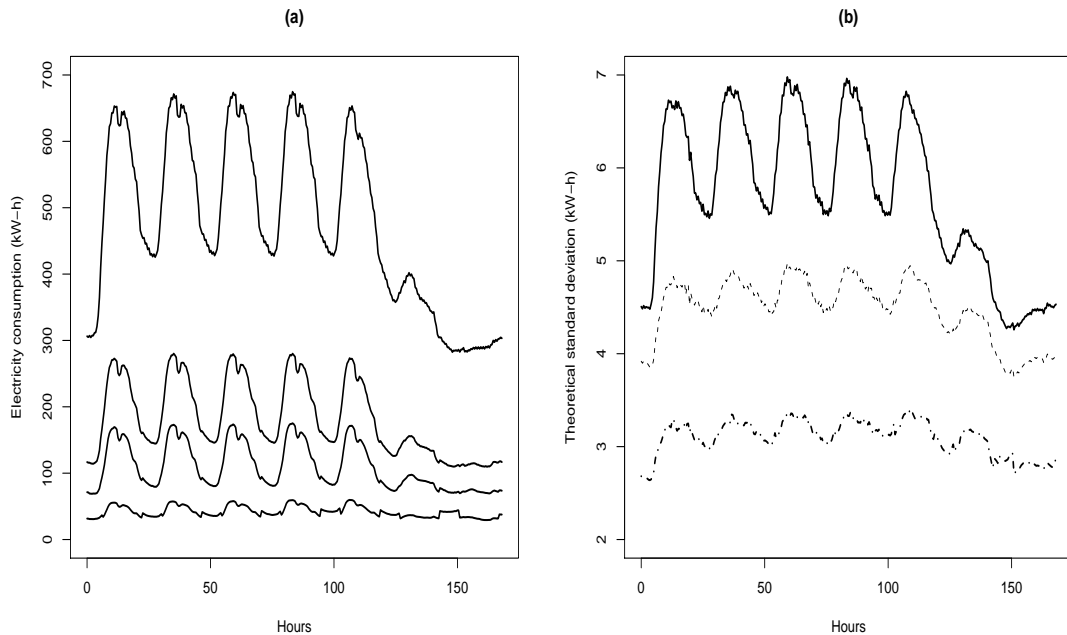 (a)
Electricity consumption (kW−h)
700
600
500
400
300
200
100
0
0 50 100 150
Hours
(b)
Theoretical standard deviation (kW−h)
7
6
5
4
3
2
0 50 100 150
Hours